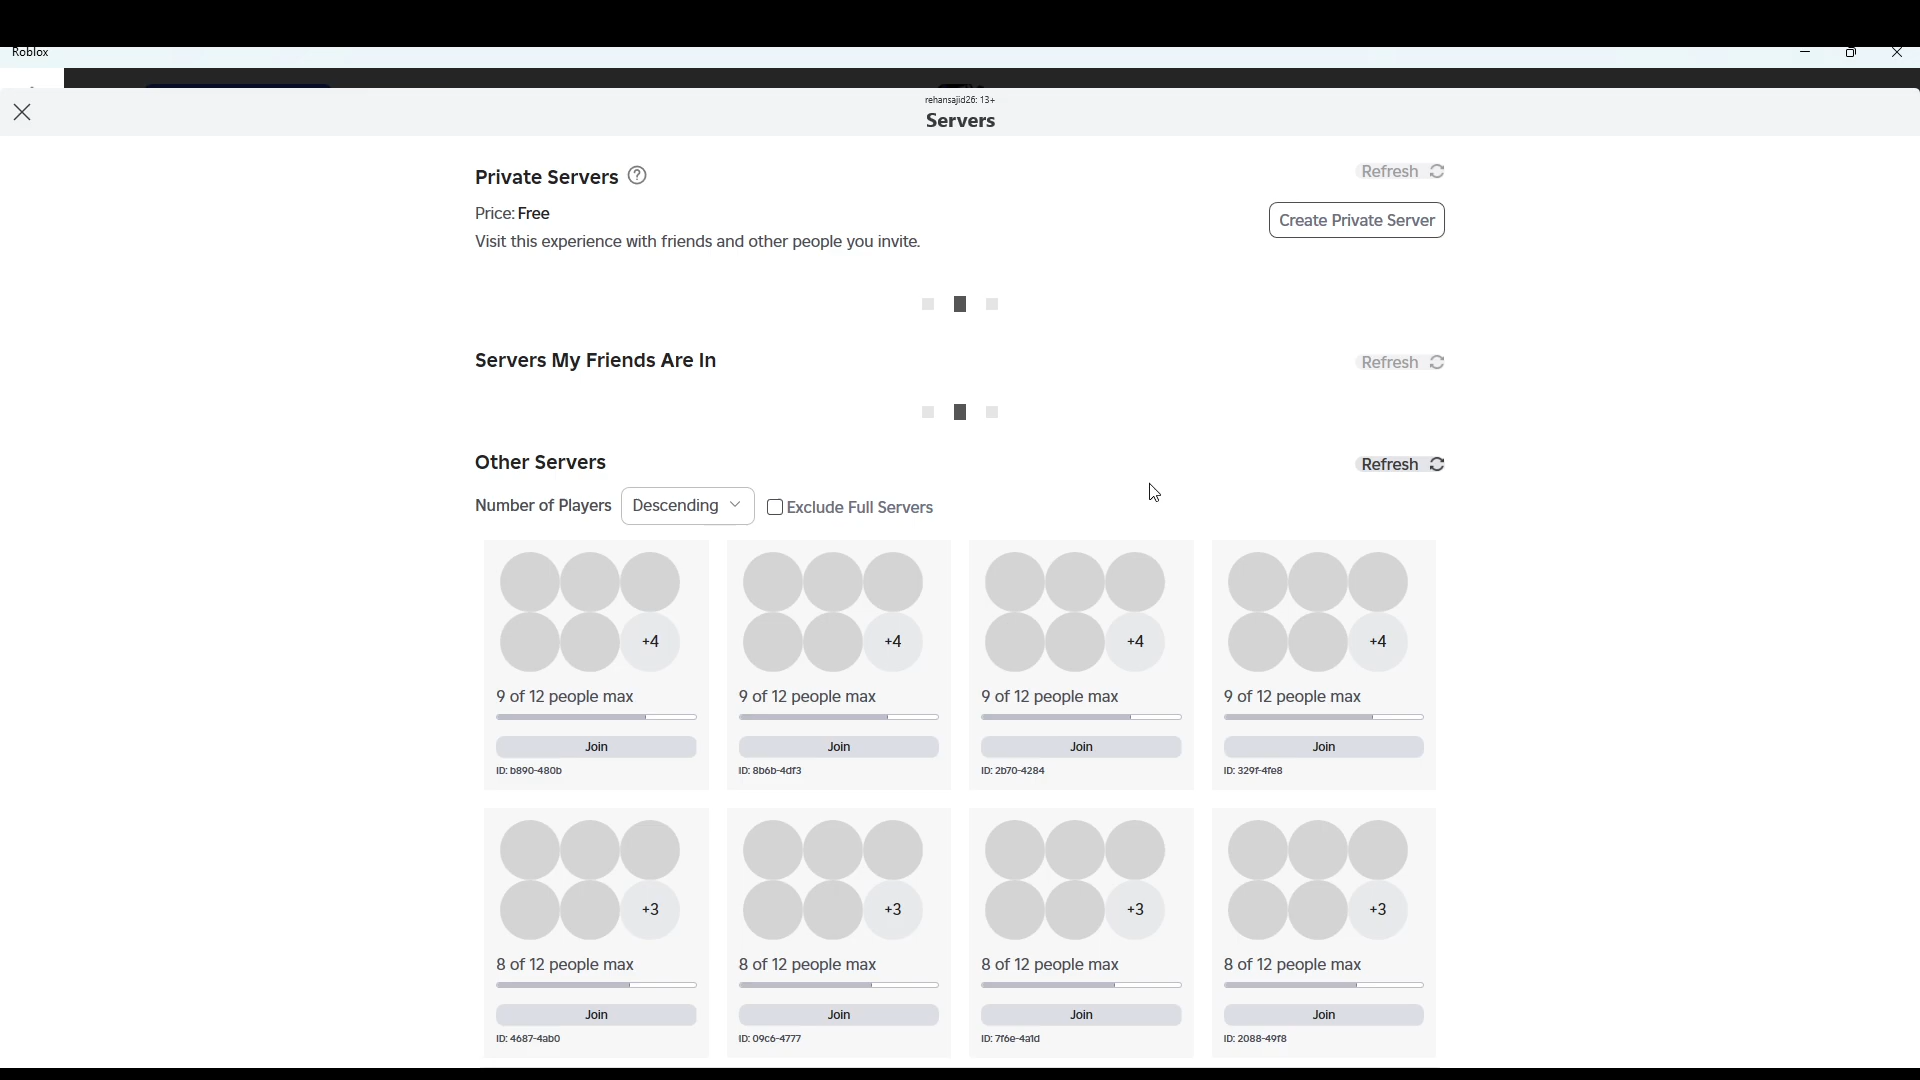 Roblox
rehansajid26: 13+
Servers
Private Servers
Refresh
Price: Free
Create Private Server
Visit this experience with friends and other people you invite.
Servers My Friends Are In
Refresh
Other Servers
Refresh
Number of Players Descending Exclude Full Servers
+4 +4 +4 +4
9 of 12 people max 9 of 12 people max 9 of 12 people max 9 of 12 people max
Join Join Join Join
ID: b890-480b ID: 8b6b-4df3 ID: 2b70-4284 ID: 329f-4fe8
+3 +3 +3 +3
8 of 12 people max 8 of 12 people max 8 of 12 people max 8 of 12 people max
Join Join Join Join
ID: 4687-4ab0 ID: 09c6-4777 ID: 7f6e-4a1d ID: 2088-49f8